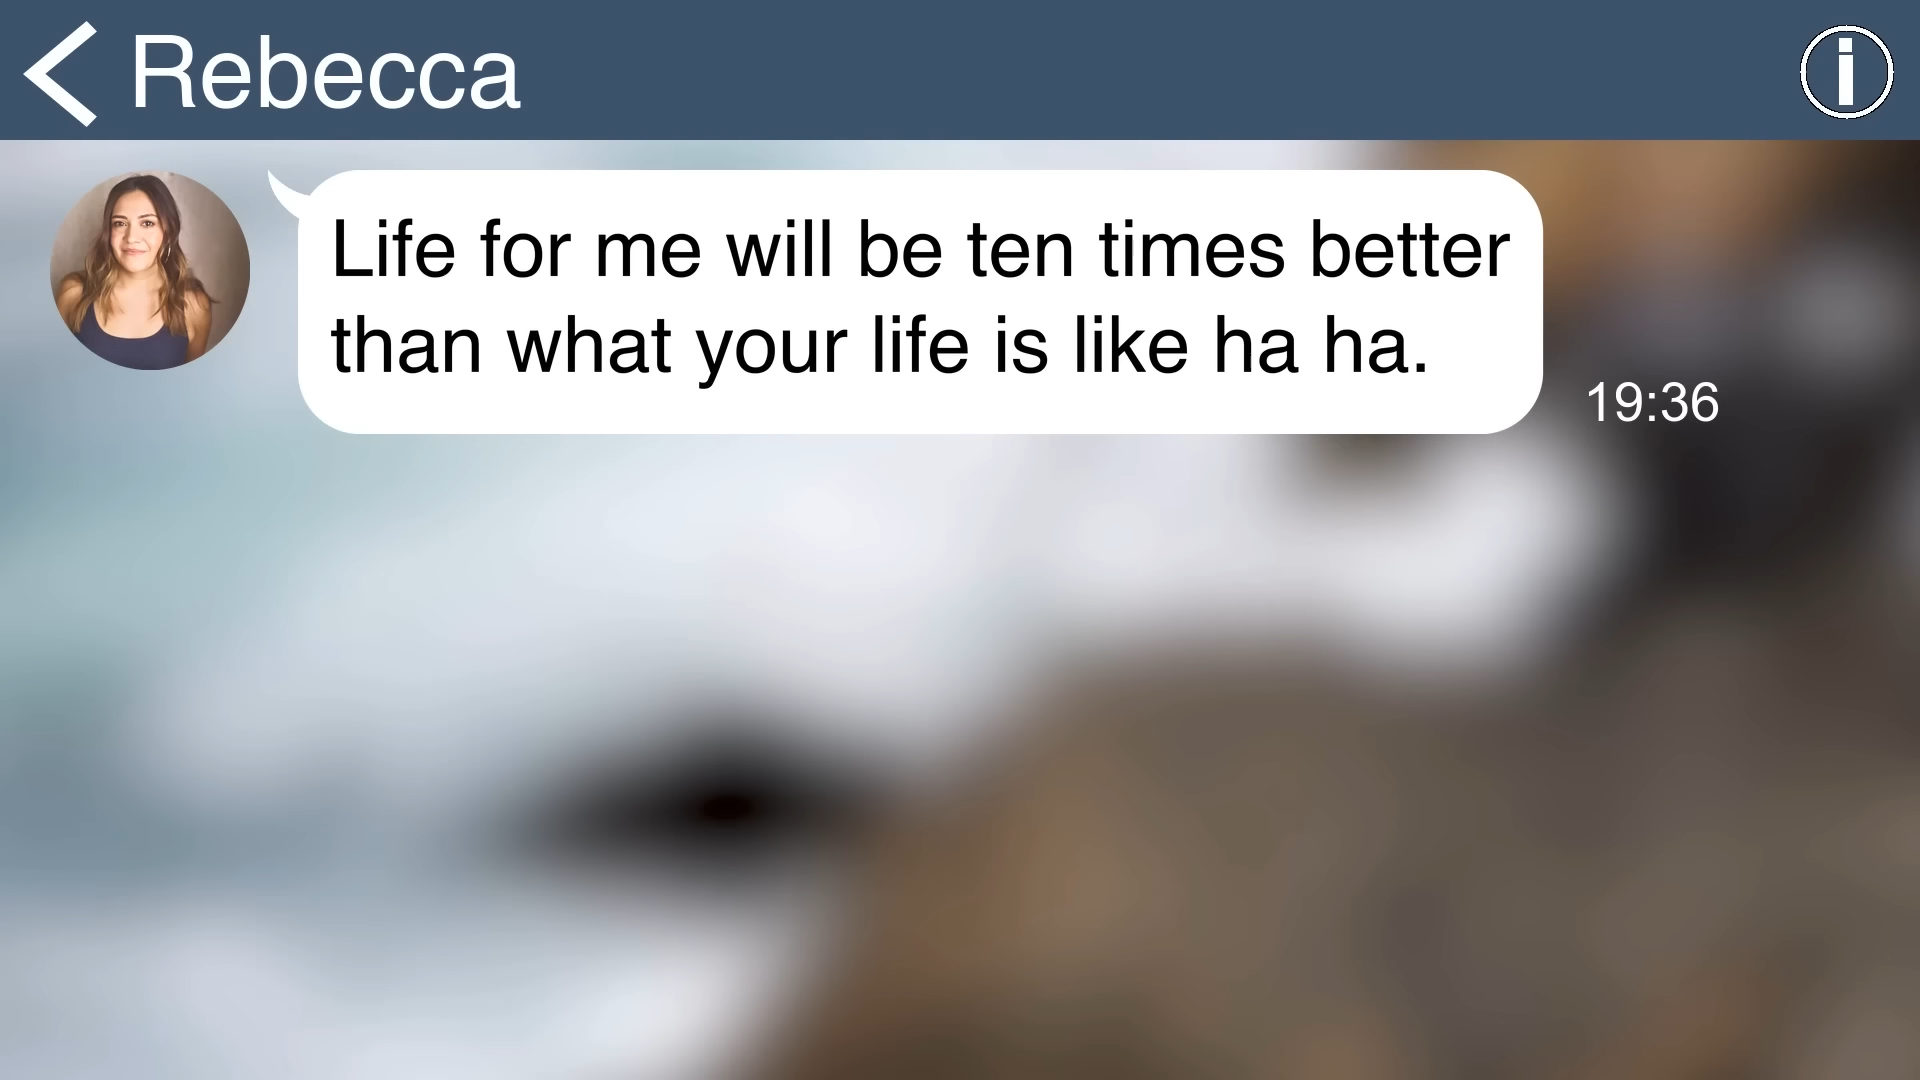 Rebecca
Life for me will be ten times better
than what your life is like ha ha.
19:36